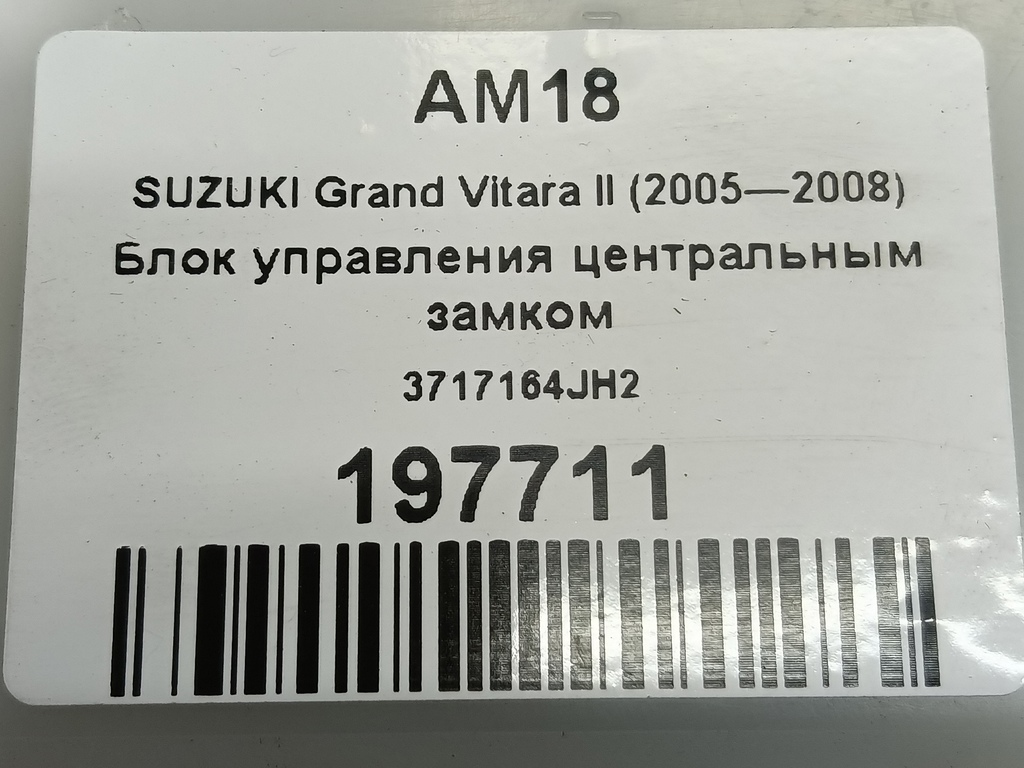 AM18
SUZUKI Grand Vitara II (2005—2008)
Блок управления центральным
замком
3717164JH2
197711